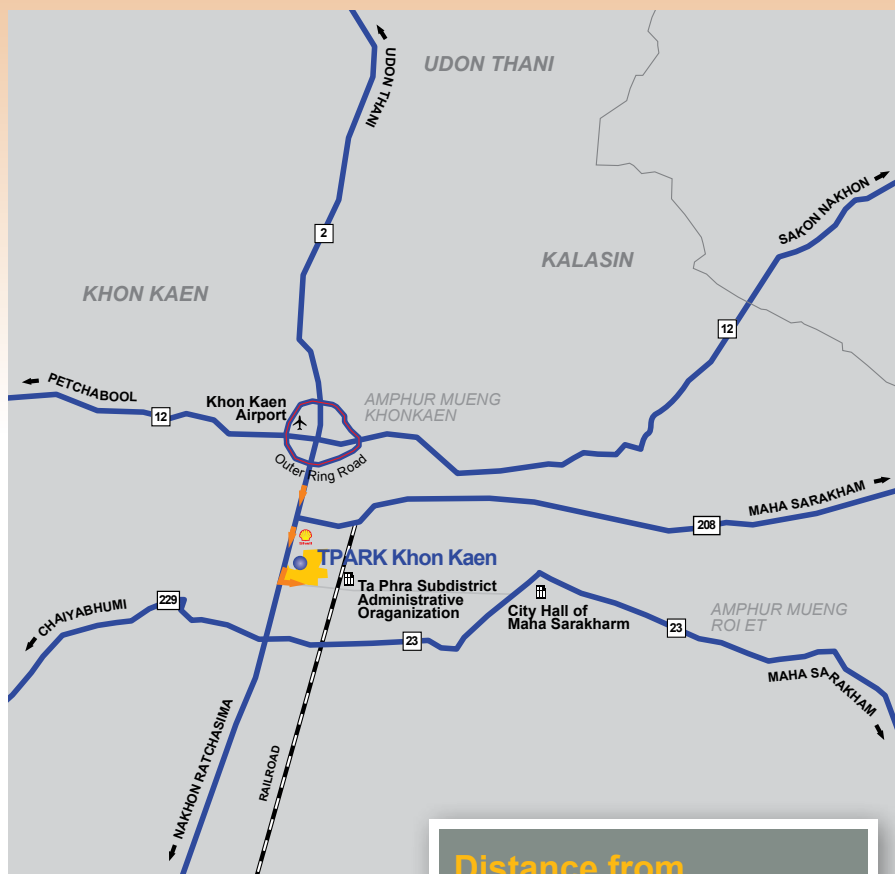 UDON THANI
UDON THANI
2
SAKON NAKHON
KALASIN
KHON KAEN
12
PETCHABOOL
12
Khon Kaen
Airport
AMPHUR MUENG
KHONKAEN
Outer Ring Road
MAHA SARAKHAM
208
TPARK Khon Kaen
Ta Phra Subdistrict
Administrative
Oraganization
City Hall of
Maha Sarakharm
229
CHAIYABHUMI
23
23
AMPHUR MUENG
ROI ET
MAHA SARAKHAM
NAKHON RATCHASIMA
RAILROAD
Distance from